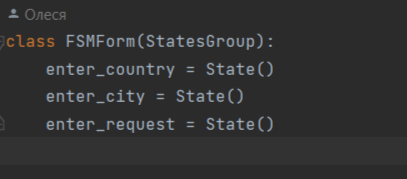 Олеся
class FSMForm(StatesGroup):
    enter_country = State()
    enter_city = State()
    enter_request = State()